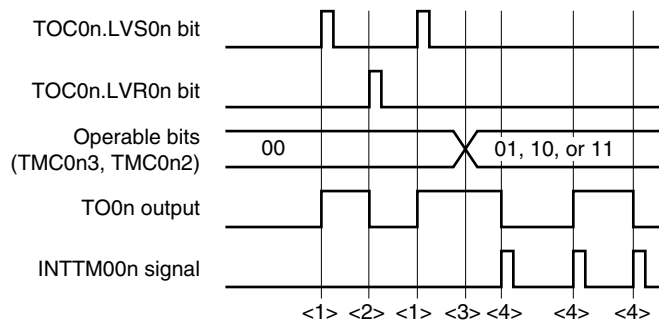 TOC0n.LVS0n bit
TOC0n.LVR0n bit
Operable bits
(TMC0n3, TMC0n2)
00
01, 10, or 11
TO0n output
INTTM00n signal
<1> <2> <1> <3> <4> <4> <4>